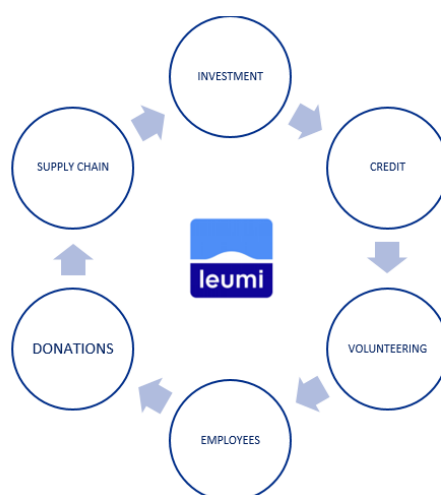 INVESTMENT
CREDIT
VOLUNTEERING
EMPLOYEES
DONATIONS
SUPPLY CHAIN
leumi